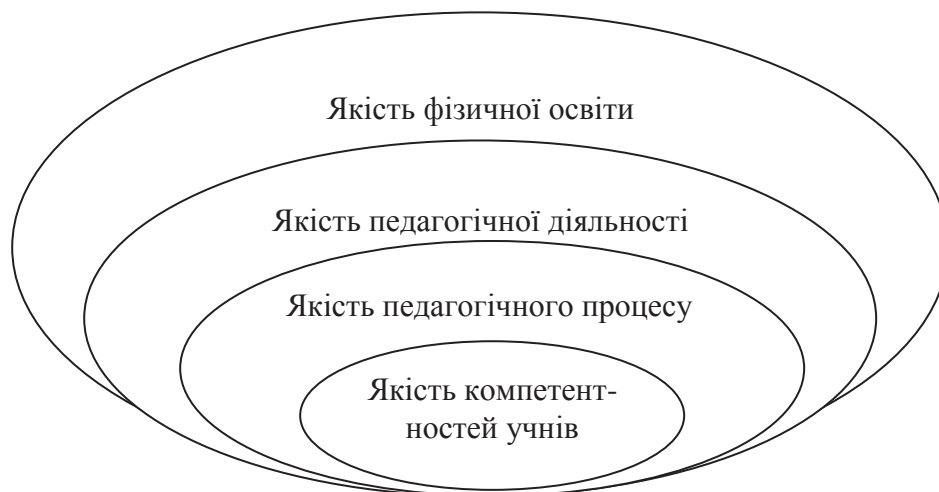 Якість фізичної освіти
Якість педагогічної діяльності
Якість педагогічного процесу
Якість компетент-
ностей учнів